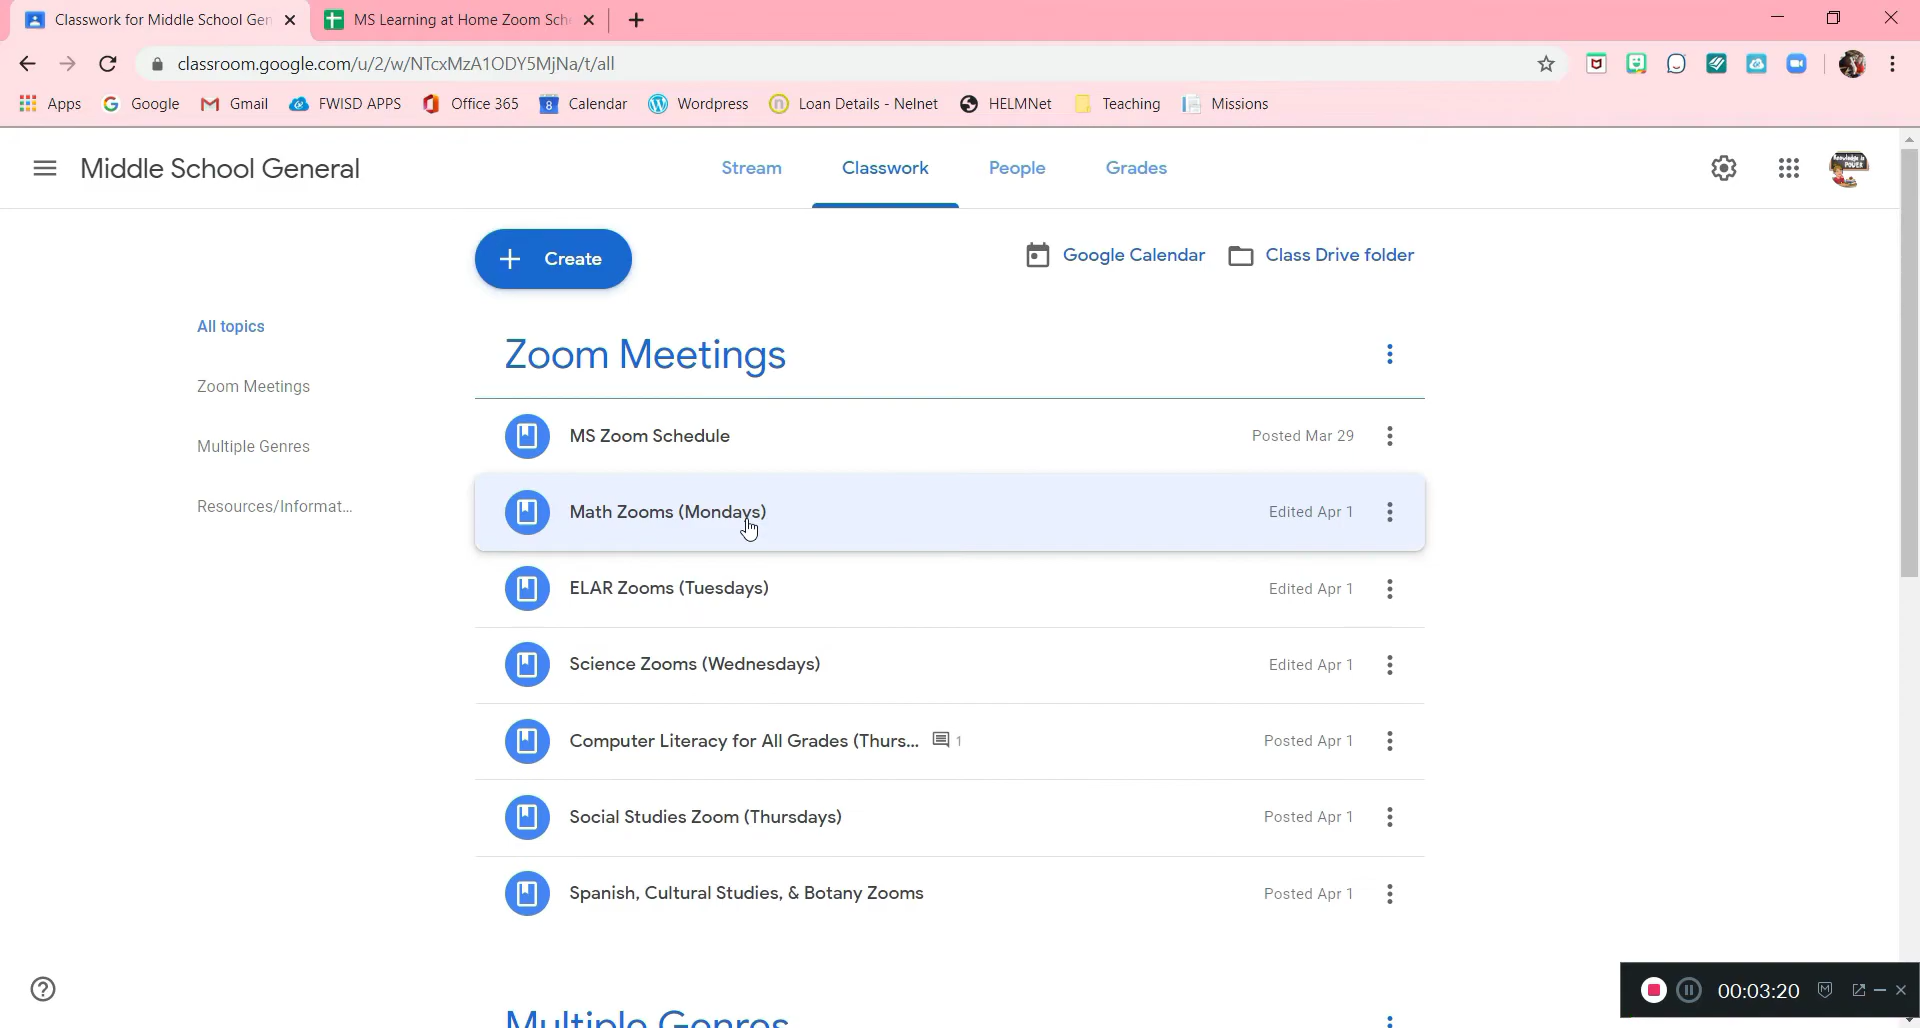 Classwork for Middle School Gen
MS Learning at Home Zoom Sch
classroom.google.com/u/2/w/NTcxMzA1ODY5MjNa/t/all
Apps Google Gmail FWISD APPS Office 365 8 Calendar Wordpress Loan Details - Nelnet HELMNet Teaching Missions
Middle School General
Stream Classwork People Grades
Create
Google Calendar Class Drive folder
All topics
Zoom Meetings
Multiple Genres
Resources/Informat...
Zoom Meetings
MS Zoom Schedule Posted Mar 29
Math Zooms (Mondays) Edited Apr 1
ELAR Zooms (Tuesdays) Edited Apr 1
Science Zooms (Wednesdays) Edited Apr 1
Computer Literacy for All Grades (Thurs... 1 Posted Apr 1
Social Studies Zoom (Thursdays) Posted Apr 1
Spanish, Cultural Studies, & Botany Zooms Posted Apr 1
Multiple Genres
00:03:20